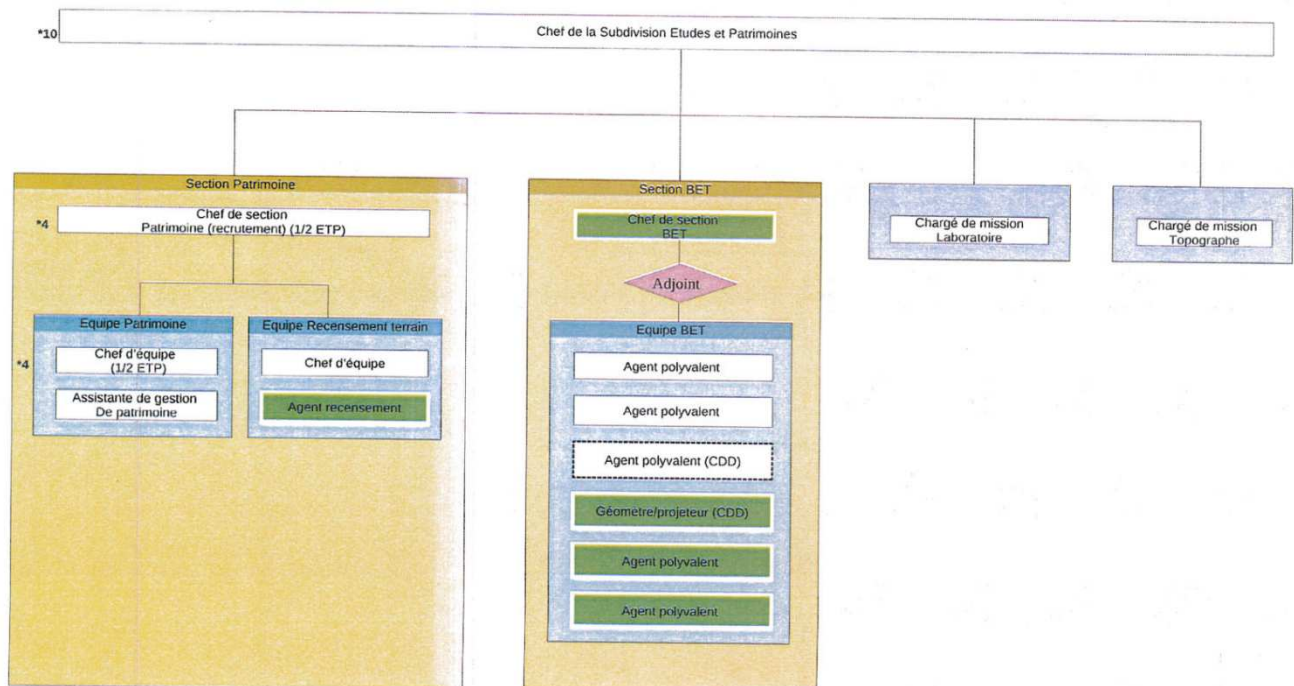 *10
Chef de la Subdivision Etudes et Patrimoines
Section Patrimoine
*4
Chef de section
Patrimoine (recrutement) (1/2 ETP)
Equipe Patrimoine
*4
Chef d'équipe
(1/2 ETP)
Assistante de gestion
De patrimoine
Equipe Recensement terrain
Chef d'équipe
Agent recensement
Section BET
Chef de section
BET
Adjoint
Equipe BET
Agent polyvalent
Agent polyvalent
Agent polyvalent (CDD)
Géomètre/projeteur (CDD)
Agent polyvalent
Agent polyvalent
Chargé de mission
Laboratoire
Chargé de mission
Topographe